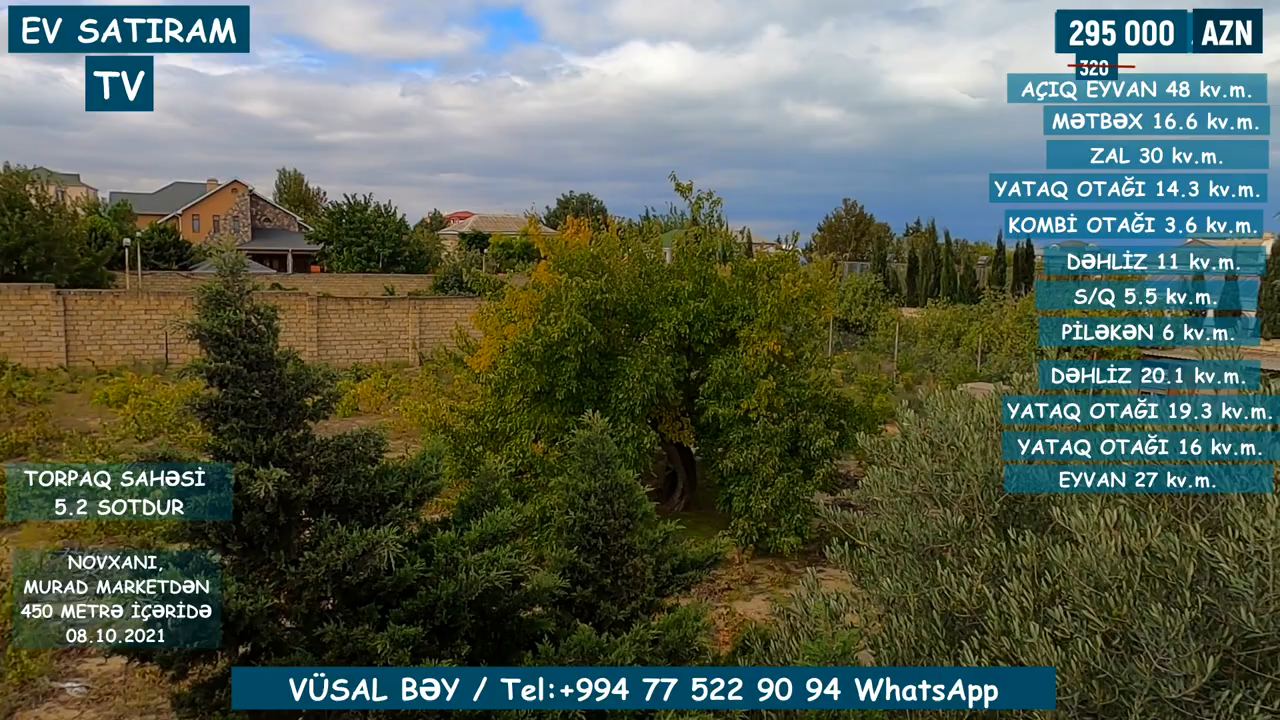 EV SATIRAM
TV
295 000 AZN
320
AÇIQ EYVAN 48 kv.m.
MƏTBƏX 16.6 kv.m.
ZAL 30 kv.m.
YATAQ OTAĞI 14.3 kv.m.
KOMBİ OTAĞI 3.6 kv.m.
DƏHLİZ 11 kv.m.
S/Q 5.5 kv.m.
PİLƏKƏN 6 kv.m.
DƏHLİZ 20.1 kv.m.
YATAQ OTAĞI 19.3 kv.m.
YATAQ OTAĞI 16 kv.m.
EYVAN 27 kv.m.
TORPAQ SAHƏSİ
5.2 SOTDUR
NOVXANI,
MURAD MARKETDƏN
450 METRƏ İÇƏRİDƏ
08.10.2021
VÜSAL BƏY / Tel:+994 77 522 90 94 WhatsApp